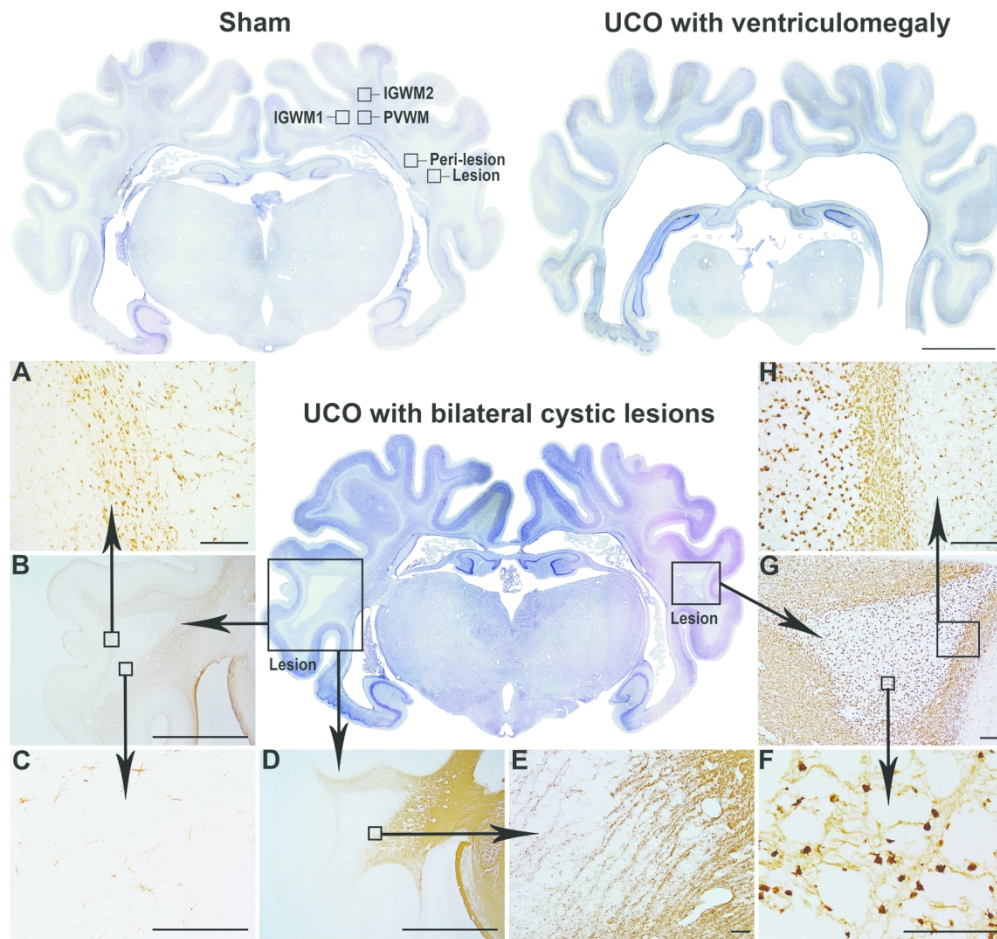 Sham
UCO with ventriculomegaly
IGWM2
IGWM1
PVWM
Peri-lesion
Lesion
A
H
UCO with bilateral cystic lesions
B
G
Lesion
Lesion
C
D
E
F